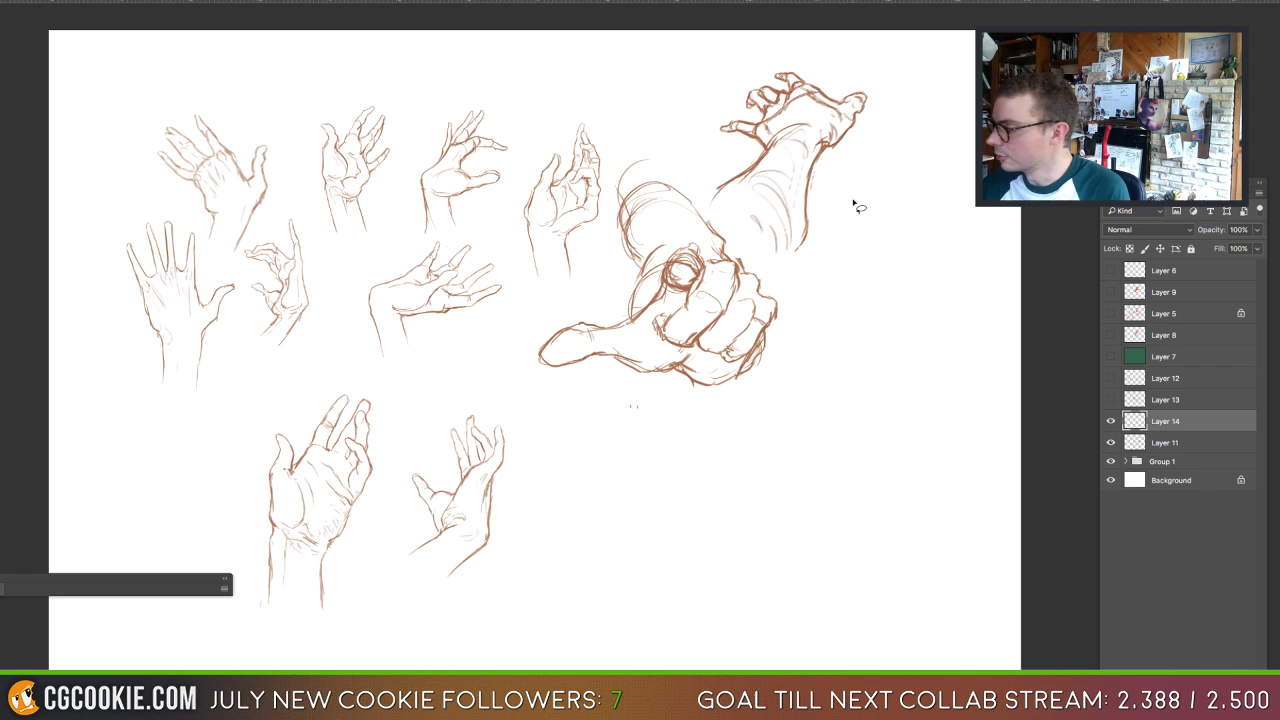 Kind
Normal Opacity: 100%
Lock: Fill: 100%
Layer 6
Layer 9
Layer 5
Layer 8
Layer 7
Layer 12
Layer 13
Layer 14
Layer 11
Group 1
Background
CGCOOKIE.COM JULY NEW COOKIE FOLLOWERS: 7 GOAL TILL NEXT COLLAB STREAM: 2.388 / 2.500